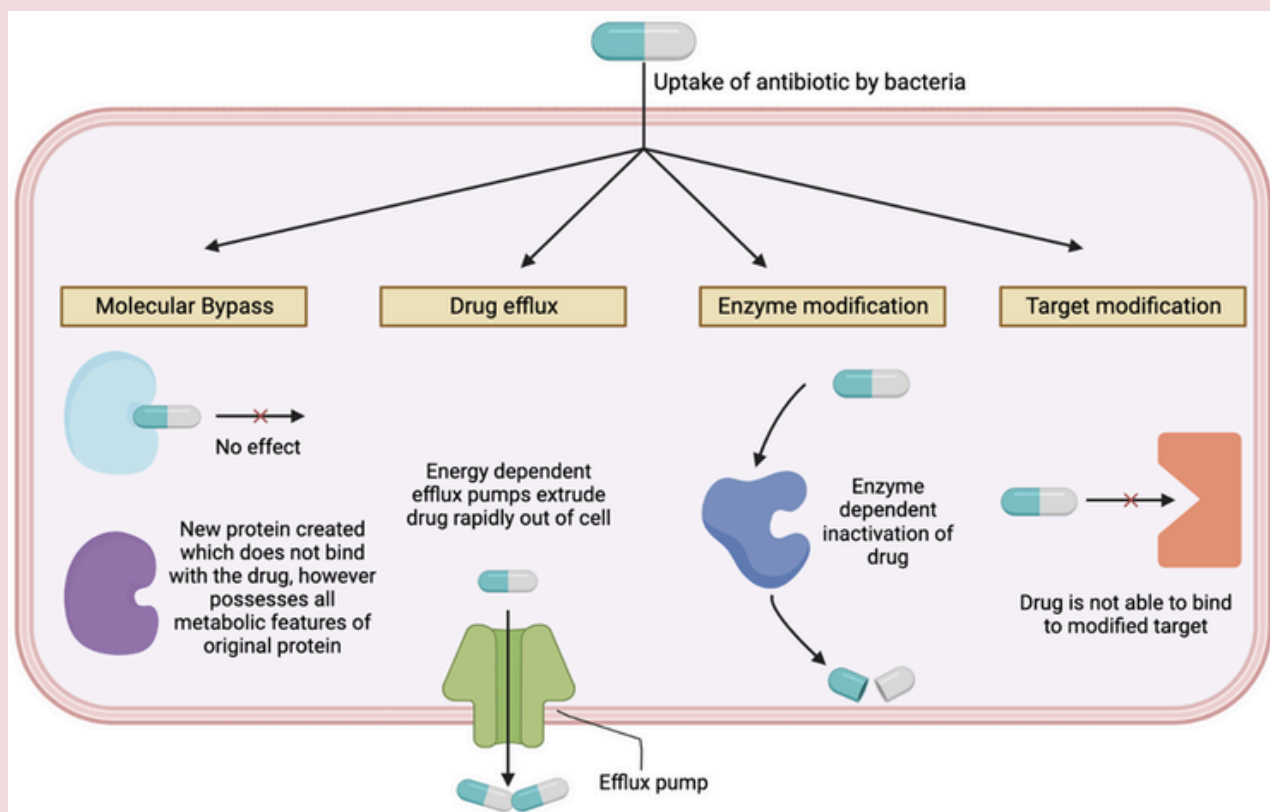 Uptake of antibiotic by bacteria
Molecular Bypass
Drug efflux
Enzyme modification
Target modification
No effect
New protein created
which does not bind
with the drug, however
possesses all
metabolic features of
original protein
Energy dependent
efflux pumps extrude
drug rapidly out of cell
Efflux pump
Enzyme
dependent
inactivation of
drug
Drug is not able to bind
to modified target